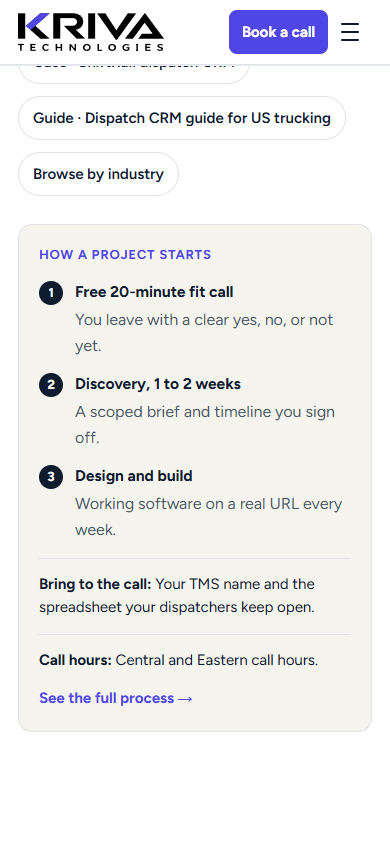 KRIVA
TECHNOLOGIES
Book a call
Guide · Dispatch CRM guide for US trucking
Browse by industry
HOW A PROJECT STARTS
1 Free 20-minute fit call
You leave with a clear yes, no, or not
yet.
2 Discovery, 1 to 2 weeks
A scoped brief and timeline you sign
off.
3 Design and build
Working software on a real URL every
week.
Bring to the call: Your TMS name and the
spreadsheet your dispatchers keep open.
Call hours: Central and Eastern call hours.
See the full process →